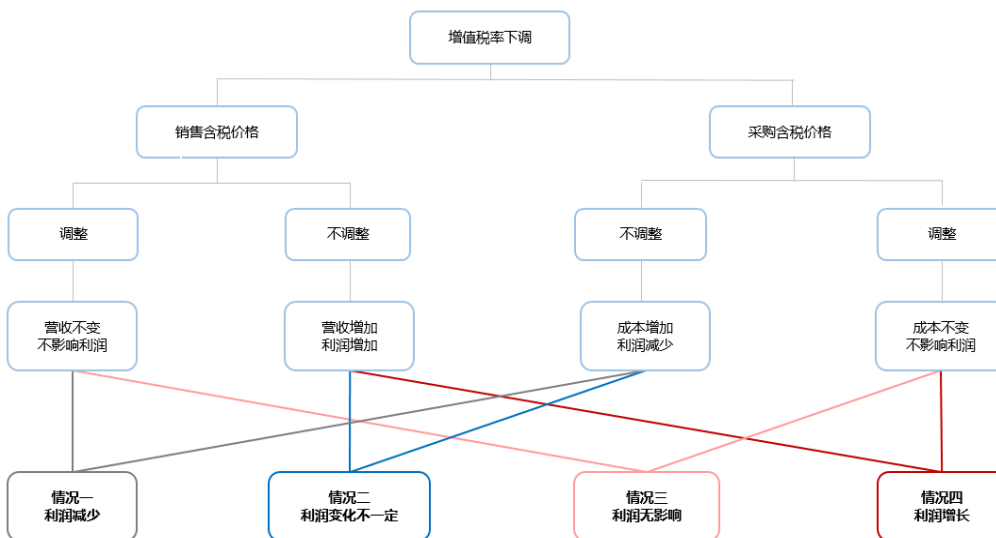 增值税率下调
销售含税价格
采购含税价格
调整
不调整
不调整
调整
营收不变
不影响利润
营收增加
利润增加
成本增加
利润减少
成本不变
不影响利润
情况一
利润减少
情况二
利润变化不一定
情况三
利润无影响
情况四
利润增长